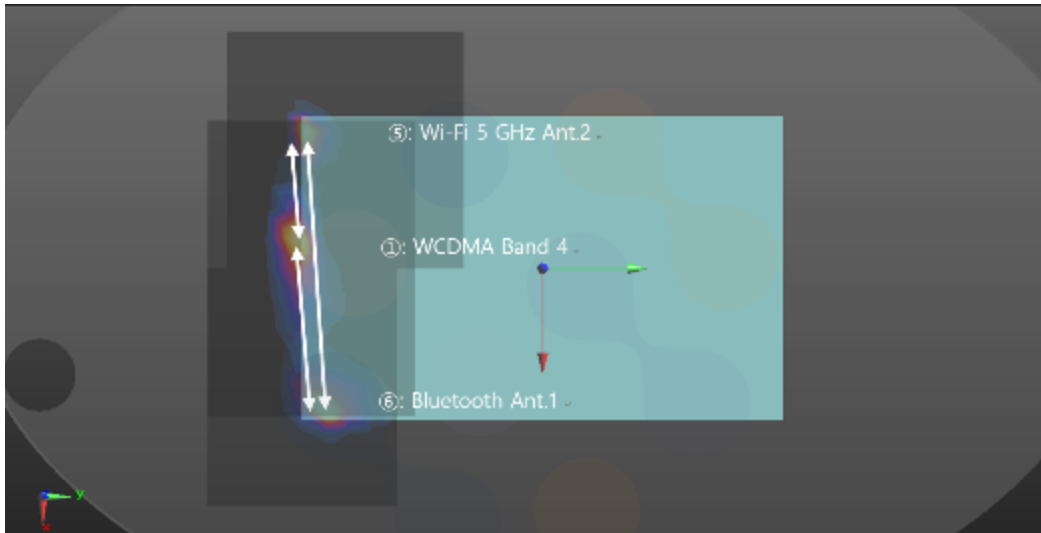 ⑤: Wi-Fi 5 GHz Ant.2
①: WCDMA Band 4
⑥: Bluetooth Ant.1
y
x